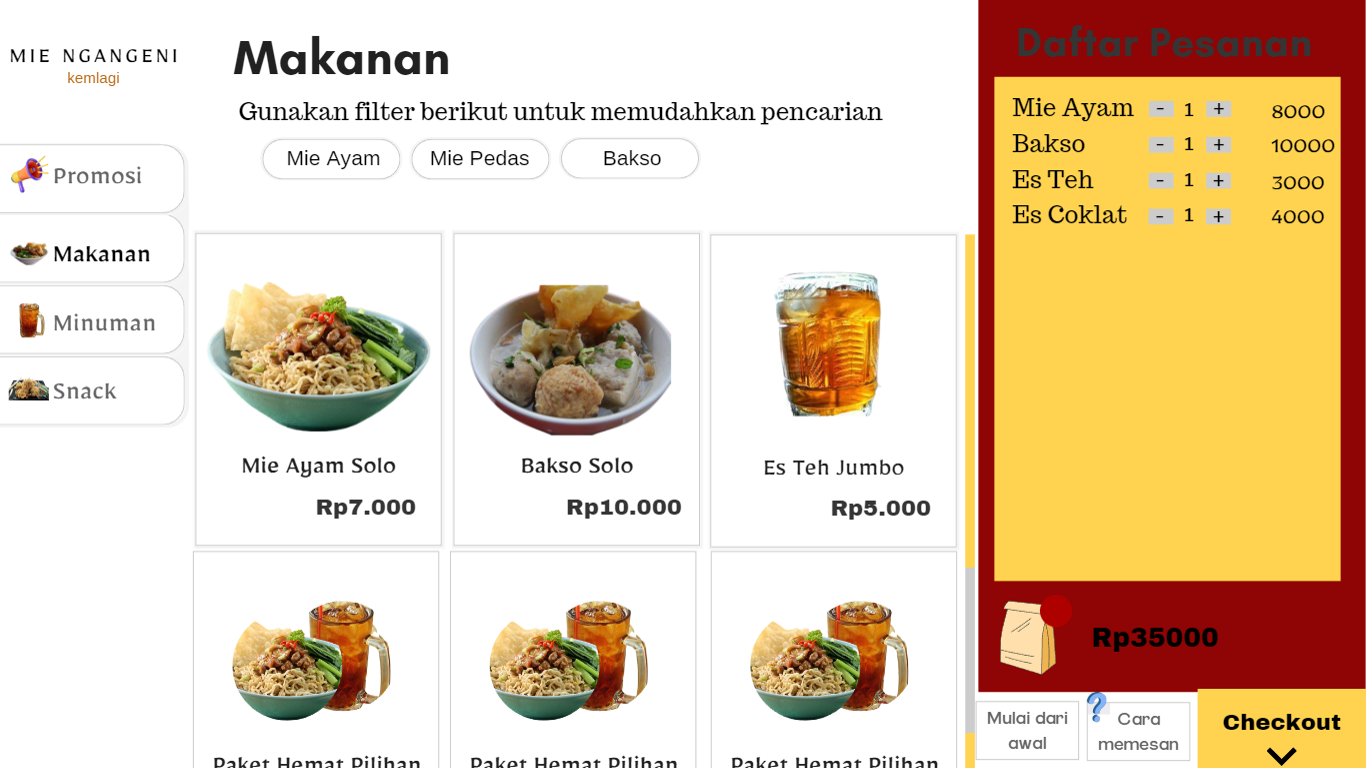 MIE NGANGENI
kemlagi
Promosi
Makanan
Minuman
Snack
Makanan
Gunakan filter berikut untuk memudahkan pencarian
Mie Ayam
Mie Pedas
Bakso
Mie Ayam Solo
Rp7.000
Bakso Solo
Rp10.000
Es Teh Jumbo
Rp5.000
Paket Hemat Pilihan
Paket Hemat Pilihan
Paket Hemat Pilihan
Daftar Pesanan
Mie Ayam - 1 + 8000
Bakso - 1 + 10000
Es Teh - 1 + 3000
Es Coklat - 1 + 4000
Rp35000
Mulai dari
awal
?
Cara
memesan
Checkout